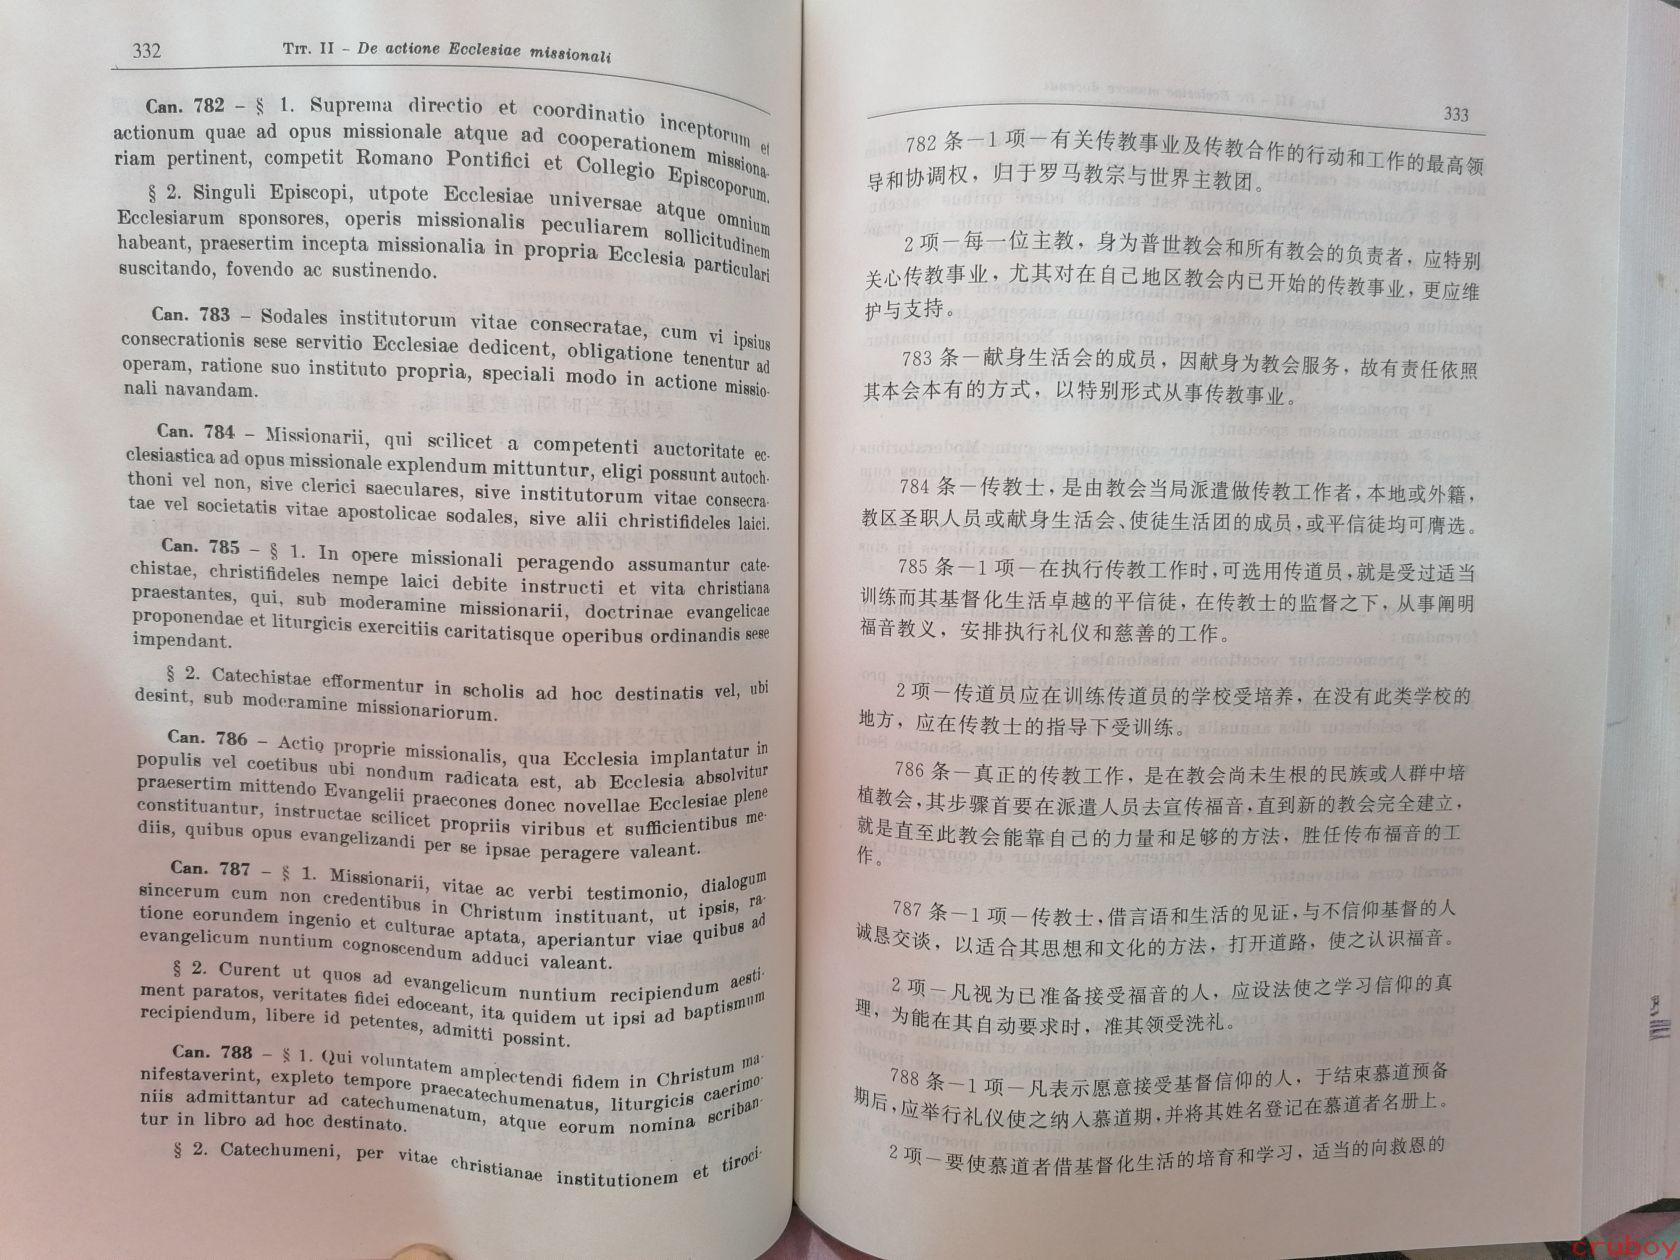 332
TIT. II – De actione Ecclesiae missionali
Can. 782 – § 1. Suprema directio et coordinatio inceptorum et
actionum quae ad opus missionale atque ad cooperationem missiona-
riam pertinent, competit Romano Pontifici et Collegio Episcoporum.
§ 2. Singuli Episcopi, utpote Ecclesiae universae atque omnium
Ecclesiarum sponsores, operis missionalis peculiarem sollicitudinem
habeant, praesertim incepta missionalia in propria Ecclesia particulari
suscitando, fovendo ac sustinendo.
Can. 783 – Sodales institutorum vitae consecratae, cum vi ipsius
consecrationis sese servitio Ecclesiae dedicent, obligatione tenentur ad
operam, ratione suo instituto propria, speciali modo in actione missio-
nali navandam.
Can. 784 – Missionarii, qui scilicet a competenti auctoritate ec-
clesiastica ad opus missionale explendum mittuntur, eligi possunt autoch-
thoni vel non, sive clerici saeculares, sive institutorum vitae consecra-
tae vel societatis vitae apostolicae sodales, sive alii christifideles laici.
Can. 785 – § 1. In opere missionali peragendo assumantur cate-
chistae, christifideles nempe laici debite instructi et vita christiana
praestantes, qui, sub moderamine missionarii, doctrinae evangelicae
proponendae et liturgicis exercitiis caritatisque operibus ordinandis sese
impendant.
§ 2. Catechistae efformentur in scholis ad hoc destinatis vel, ubi
desint, sub moderamine missionariorum.
Can. 786 – Actio proprie missionalis, qua Ecclesia implantatur in
populis vel coetibus ubi nondum radicata est, ab Ecclesia absolvitur
praesertim mittendo Evangelii praecones donec novellae Ecclesiae plene
constituantur, instructae scilicet propriis viribus et sufficientibus me-
diis, quibus opus evangelizandi per se ipsae peragere valeant.
Can. 787 – § 1. Missionarii, vitae ac verbi testimonio, dialogum
sincerum cum non credentibus in Christum instituant, ut ipsis, ra-
tione eorundem ingenio et culturae aptata, aperiantur viae quibus ad
evangelicum nuntium cognoscendum adduci valeant.
§ 2. Curent ut quos ad evangelicum nuntium recipiendum aesti-
ment paratos, veritates fidei edoceant, ita quidem ut ipsi ad baptismum
recipiendum, libere id petentes, admitti possint.
Can. 788 – § 1. Qui voluntatem amplectendi fidem in Christum ma-
nifestaverint, expleto tempore praecatechumenatus, liturgicis caerimo-
niis admittantur ad catechumenatum, atque eorum nomina scriban-
tur in libro ad hoc destinato.
§ 2. Catechumeni, per vitae christianae institutionem et tiroci-
333
782 条－1 项－有关传教事业及传教合作的行动和工作的最高领
导和协调权，归于罗马教宗与世界主教团。
2 项－每一位主教，身为普世教会和所有教会的负责者，应特别
关心传教事业，尤其对在自己地区教会内已开始的传教事业，更应维
护与支持。
783 条－献身生活会的成员，因献身为教会服务，故有责任依照
其本会本有的方式，以特别形式从事传教事业。
784 条－传教士，是由教会当局派遣做传教工作者，本地或外籍，
教区圣职人员或献身生活会、使徒生活团的成员，或平信徒均可膺选。
785 条－1 项－在执行传教工作时，可选用传道员，就是受过适当
训练而其基督化生活卓越的平信徒，在传教士的监督之下，从事阐明
福音教义，安排执行礼仪和慈善的工作。
2 项－传道员应在训练传道员的学校受培养，在没有此类学校的
地方，应在传教士的指导下受训练。
786 条－真正的传教工作，是在教会尚未生根的民族或人群中培
植教会，其步骤首要在派遣人员去宣传福音，直到新的教会完全建立，
就是直至此教会能靠自己的力量和足够的方法，胜任传布福音的工
作。
787 条－1 项－传教士，借言语和生活的见证，与不信仰基督的人
诚恳交谈，以适合其思想和文化的方法，打开道路，使之认识福音。
2 项－凡视为已准备接受福音的人，应设法使之学习信仰的真
理，为能在其自动要求时，准其领受洗礼。
788 条－1 项－凡表示愿意接受基督信仰的人，于结束慕道预备
期后，应举行礼仪使之纳入慕道期，并将其姓名登记在慕道者名册上。
2 项－要使慕道者借基督化生活的培育和学习，适当的向救恩的
cruboy